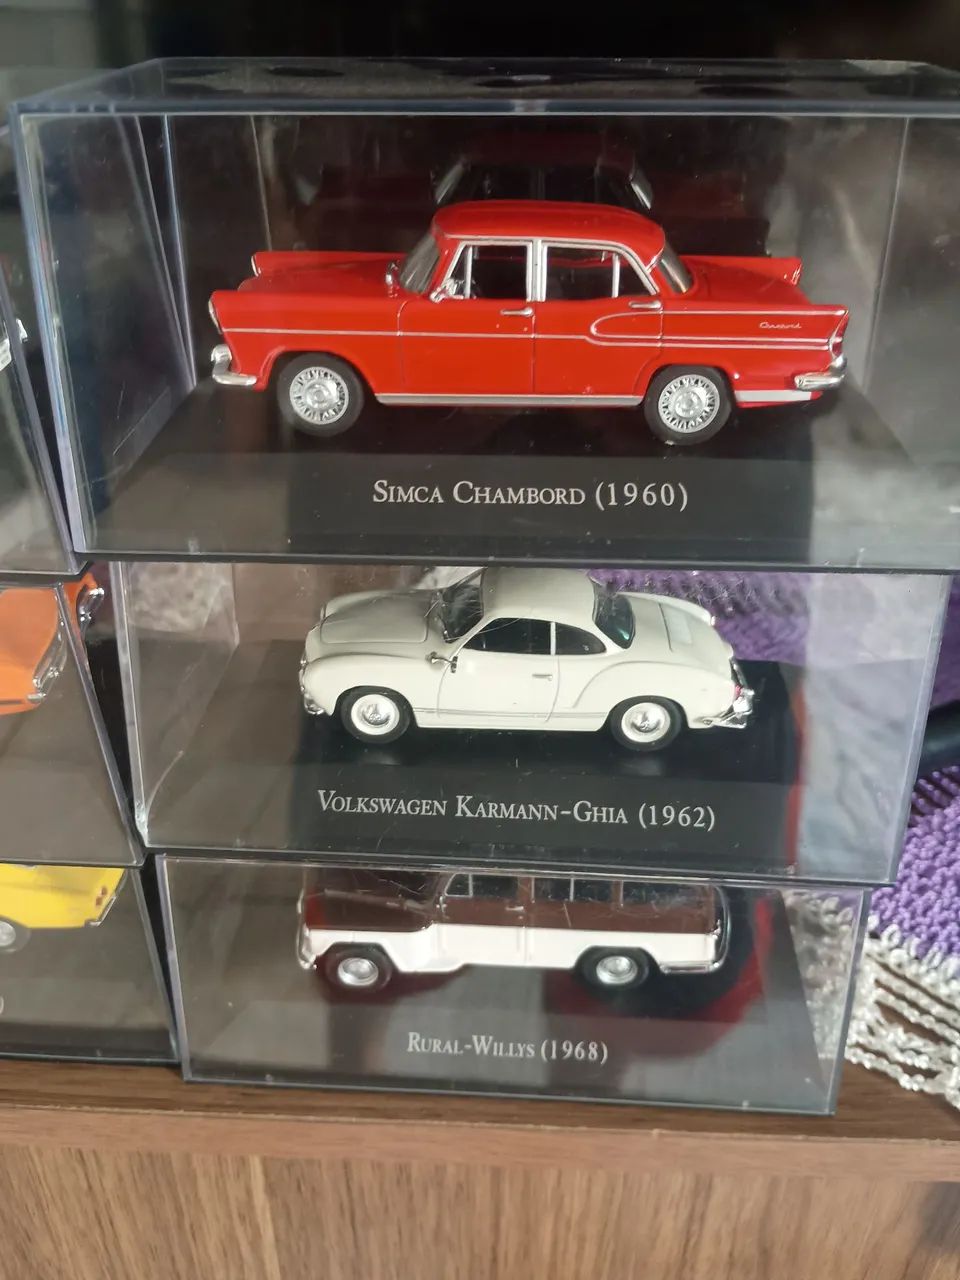 SIMCA CHAMBORD (1960)
VOLKSWAGEN KARMANN-GHIA (1962)
RURAL-WILLYS (1968)